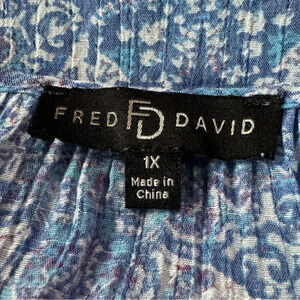 FRED FD DAVID
1X
Made in
China